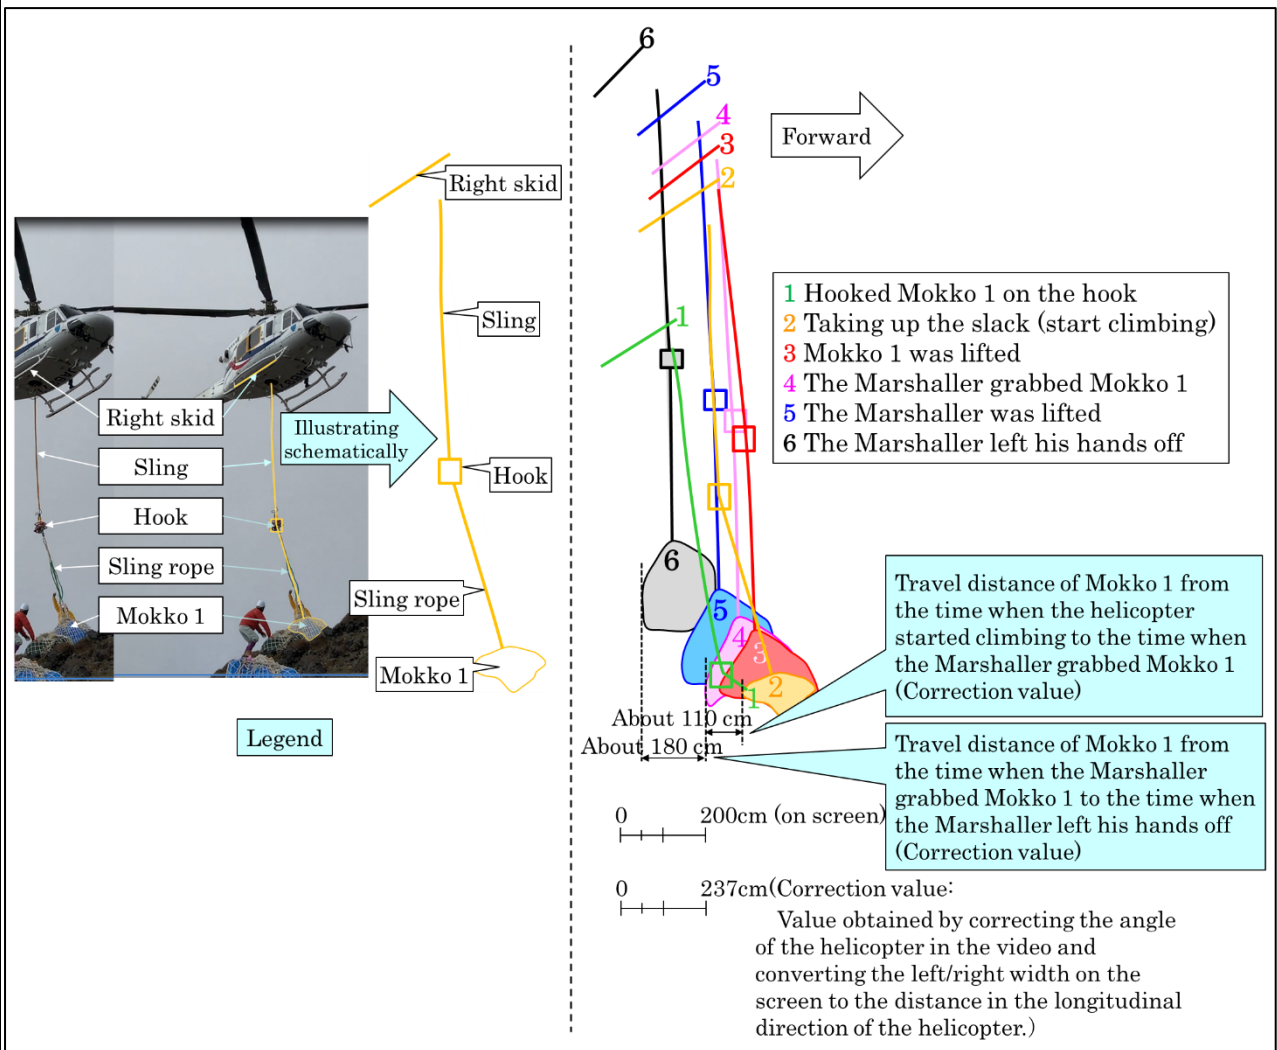 Right skid
Sling
Hook
Sling rope
Mokko 1
Illustrating
schematically
Right skid
Sling
Hook
Sling rope
Mokko 1
Legend
6
5
4
3
2
1
Forward
1 Hooked Mokko 1 on the hook
2 Taking up the slack (start climbing)
3 Mokko 1 was lifted
4 The Marshaller grabbed Mokko 1
5 The Marshaller was lifted
6 The Marshaller left his hands off
6
5
4
3
2
1
About 110 cm
About 180 cm
Travel distance of Mokko 1 from
the time when the helicopter
started climbing to the time when
the Marshaller grabbed Mokko 1
(Correction value)
Travel distance of Mokko 1 from
the time when the Marshaller
grabbed Mokko 1 to the time when
the Marshaller left his hands off
(Correction value)
0 200cm (on screen)
0 237cm(Correction value:
Value obtained by correcting the angle
of the helicopter in the video and
converting the left/right width on the
screen to the distance in the longitudinal
direction of the helicopter.)